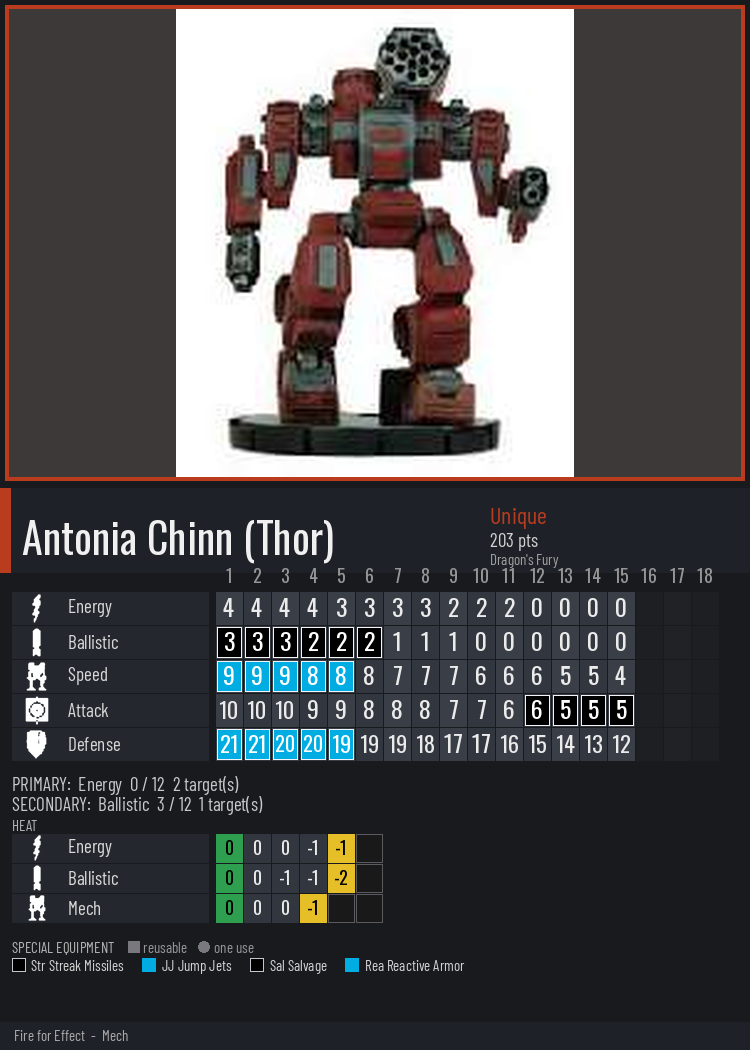 Antonia Chinn (Thor)
Unique
203 pts
Dragon's Fury
1 2 3 4 5 6 7 8 9 10 11 12 13 14 15 16 17 18
Energy 4 4 4 4 3 3 3 3 2 2 2 0 0 0 0
Ballistic 3 3 3 2 2 2 1 1 1 0 0 0 0 0 0
Speed 9 9 9 8 8 8 7 7 7 6 6 6 5 5 4
Attack 10 10 10 9 9 8 8 8 7 7 6 6 5 5 5
Defense 21 21 20 20 19 19 19 18 17 17 16 15 14 13 12
PRIMARY: Energy 0 / 12 2 target(s)
SECONDARY: Ballistic 3 / 12 1 target(s)
HEAT
Energy 0 0 0 -1 -1
Ballistic 0 0 -1 -1 -2
Mech 0 0 0 -1
SPECIAL EQUIPMENT reusable one use
Str Streak Missiles JJ Jump Jets Sal Salvage Rea Reactive Armor
Fire for Effect - Mech